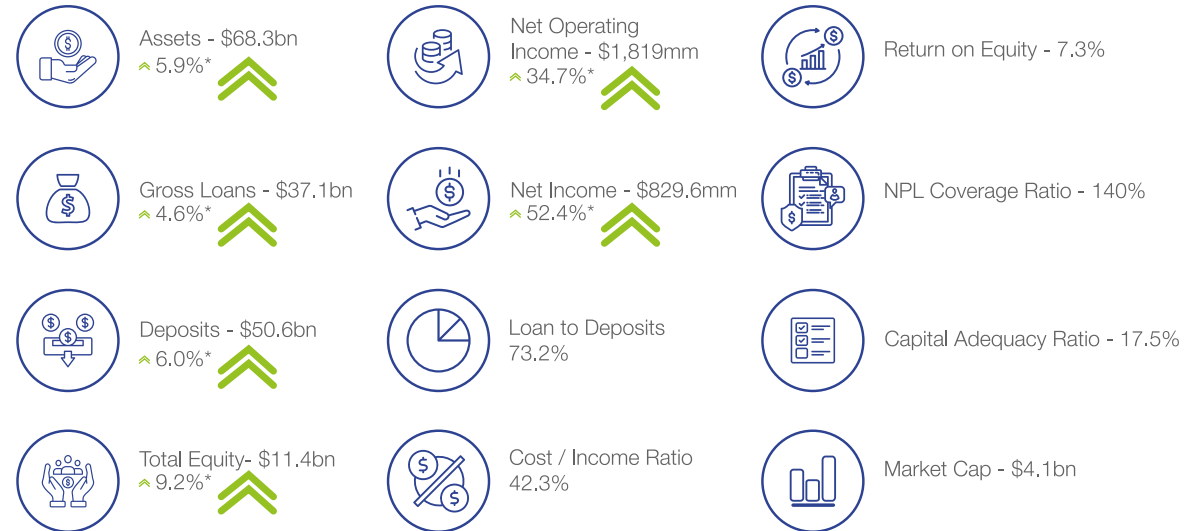 Assets - $68.3bn
5.9%*
Net Operating
Income - $1,819mm
34.7%*
Return on Equity - 7.3%
Gross Loans - $37.1bn
4.6%*
Net Income - $829.6mm
52.4%*
NPL Coverage Ratio - 140%
Deposits - $50.6bn
6.0%*
Loan to Deposits
73.2%
Capital Adequacy Ratio - 17.5%
Total Equity- $11.4bn
9.2%*
Cost / Income Ratio
42.3%
Market Cap - $4.1bn